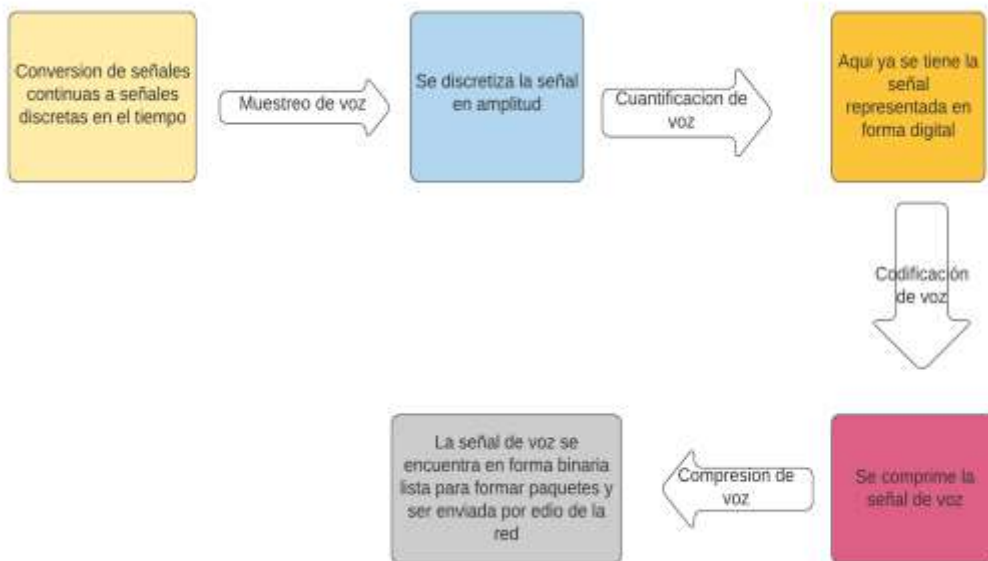 Conversion de señales
continuas a señales
discretas en el tiempo
Muestreo de voz
Se discretiza la señal
en amplitud
Cuantificacion de
voz
Aquí ya se tiene la
señal
representada en
forma digital
Codificación
de voz
Se comprime la
señal de voz
Compresion de
voz
La señal de voz se
encuentra en forma binaria
lista para formar paquetes y
ser enviada por edio de la
red